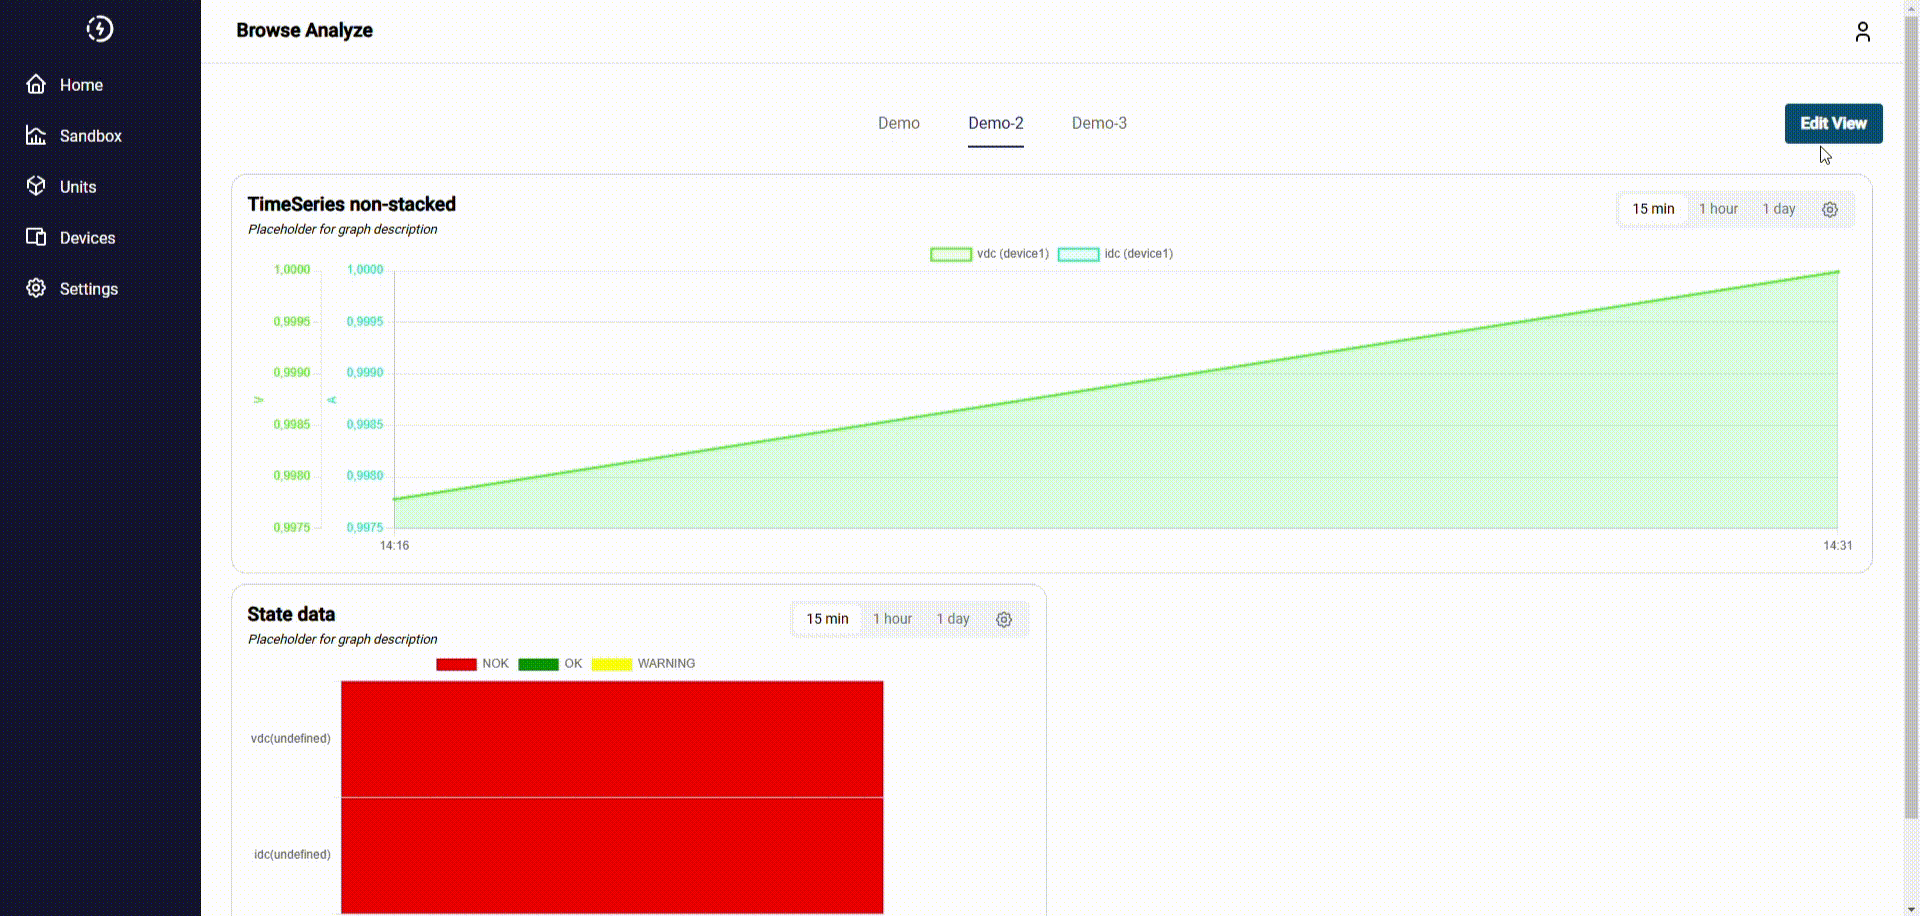 Browse Analyze
Home
Sandbox
Units
Devices
Settings
Demo
Demo-2
Demo-3
Edit View
TimeSeries non-stacked
Placeholder for graph description
15 min
1 hour
1 day
vdc (device1)
idc (device1)
1,0000
0,9995
0,9990
0,9985
0,9980
0,9975
V
1,0000
0,9995
0,9990
0,9985
0,9980
0,9975
A
14:16
14:31
State data
Placeholder for graph description
15 min
1 hour
1 day
NOK
OK
WARNING
vdc(undefined)
idc(undefined)